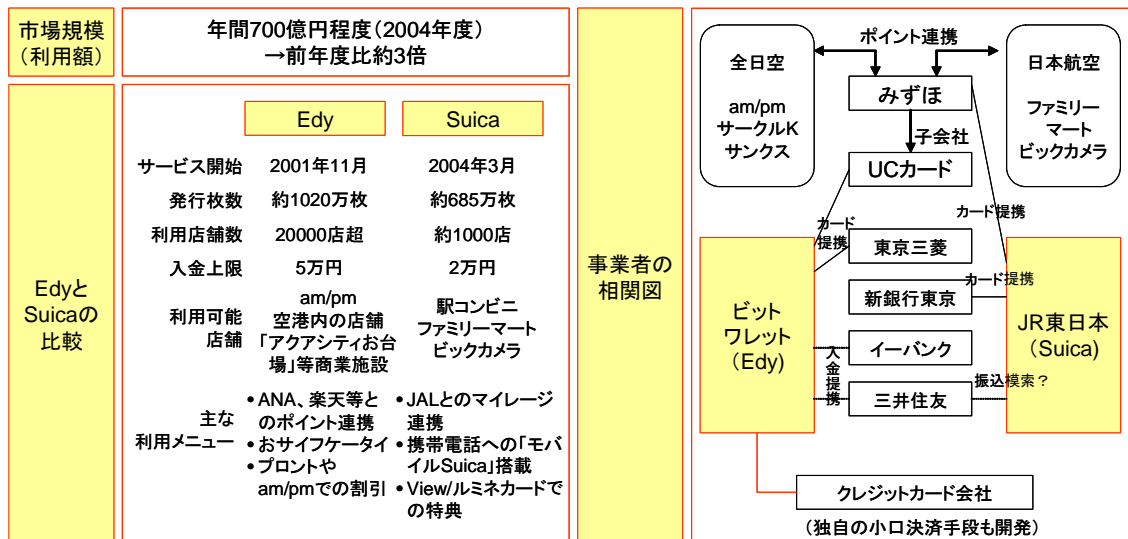 市場規模
（利用額）
年間700億円程度（2004年度）
→前年度比約3倍
Edyと
Suicaの
比較
Edy
Suica
サービス開始
2001年11月
2004年3月
発行枚数
約1020万枚
約685万枚
利用店舗数
20000店超
約1000店
入金上限
5万円
2万円
利用可能
店舗
am/pm
空港内の店舗
「アクアシティお台
場」等商業施設
駅コンビニ
ファミリーマート
ビックカメラ
主な
利用メニュー
•ANA、楽天等と
のポイント連携
•おサイフケータイ
•プロントや
am/pmでの割引
•JALとのマイレージ
連携
•携帯電話への「モバ
イルSuica」搭載
•View/ルミネカードで
の特典
事業者の
相関図
ポイント連携
全日空
am/pm
サークルK
サンクス
みずほ
日本航空
ファミリー
マート
ビックカメラ
子会社
UCカード
カード
提携
カード提携
東京三菱
新銀行東京
カード提携
ビット
ワレット
（Edy）
イーバンク
入金提携
三井住友
振込模索？
JR東日本
（Suica）
クレジットカード会社
（独自の小口決済手段も開発）